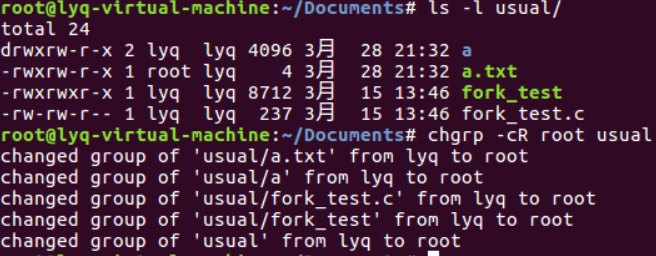 root@lyq-virtual-machine:~/Documents# ls -l usual/
total 24
drwxrw-r-x 2 lyq  lyq 4096 3月  28 21:32 a
-rwxrw-r-x 1 root lyq    4 3月  28 21:32 a.txt
-rwxrwxr-x 1 lyq  lyq 8712 3月  15 13:46 fork_test
-rw-rw-r-- 1 lyq  lyq  237 3月  15 13:46 fork_test.c
root@lyq-virtual-machine:~/Documents# chgrp -cR root usual
changed group of 'usual/a.txt' from lyq to root
changed group of 'usual/a' from lyq to root
changed group of 'usual/fork_test.c' from lyq to root
changed group of 'usual/fork_test' from lyq to root
changed group of 'usual' from lyq to root